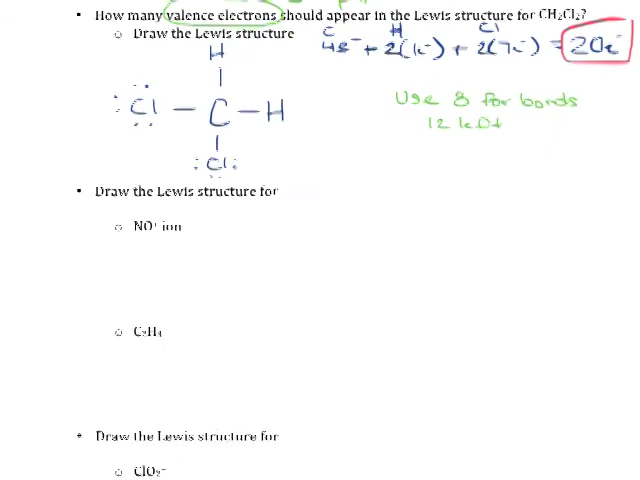 • How many valence electrons should appear in the Lewis structure for CH₂Cl₂?
○ Draw the Lewis structure
C H Cl
4e⁻ + 2(1e⁻) + 2(7e⁻) = 20e⁻
H
Cl — C — H
Cl
Use 8 for bonds
12 left
• Draw the Lewis structure for
○ NO⁺ ion
○ C₂H₄
• Draw the Lewis structure for
○ ClO₂⁻